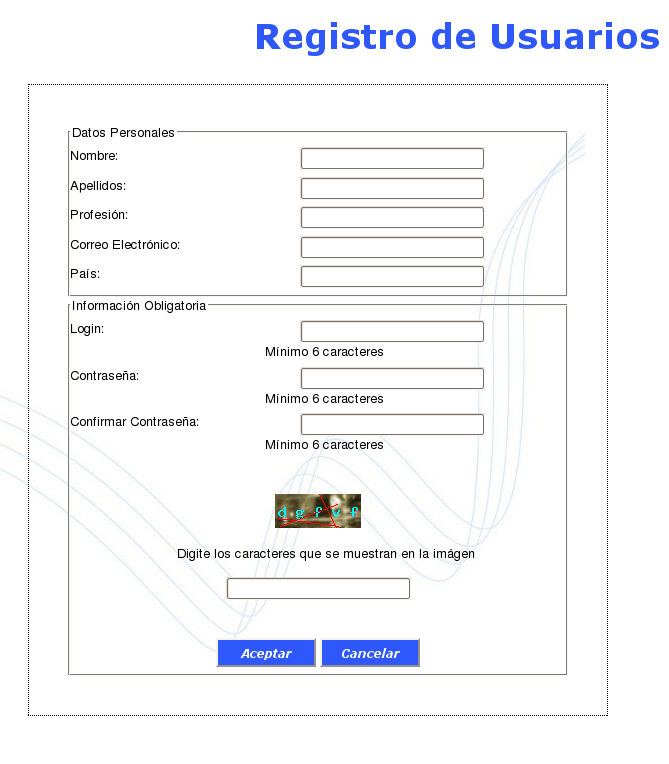 Registro de Usuarios
Datos Personales
Nombre:
Apellidos:
Profesión:
Correo Electrónico:
País:
Información Obligatoria
Login:
Mínimo 6 caracteres
Contraseña:
Mínimo 6 caracteres
Confirmar Contraseña:
Mínimo 6 caracteres
d g f v f
Digite los caracteres que se muestran en la imágen
Aceptar Cancelar